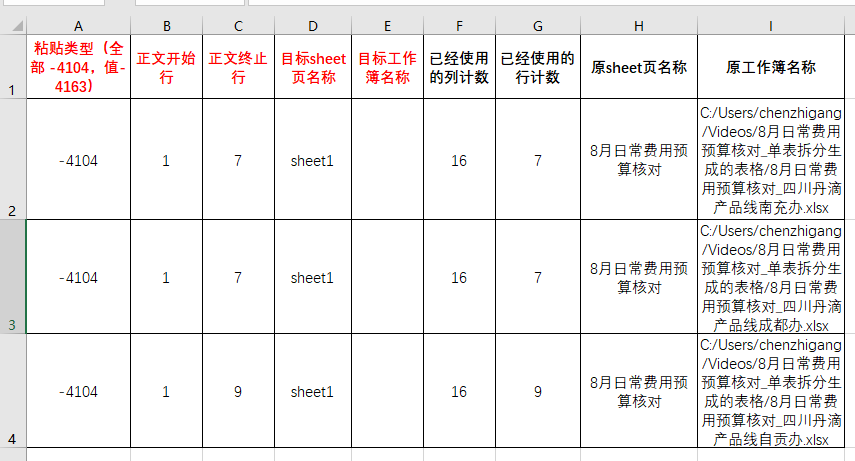 A B C D E F G H I
1
粘贴类型（全
部 -4104，值-
4163）
正文开始
行
正文终止
行
目标sheet
页名称
目标工作
簿名称
已经使用
的列计数
已经使用的
行计数
原sheet页名称
原工作簿名称
2
-4104
1
7
sheet1
16
7
8月日常费用预
算核对
C:/Users/chenzhigang
/Videos/8月日常费用
预算核对_单表拆分生
成的表格/8月日常费
用预算核对_四川丹滴
产品线南充办.xlsx
3
-4104
1
7
sheet1
16
7
8月日常费用预
算核对
C:/Users/chenzhigang
/Videos/8月日常费用
预算核对_单表拆分生
成的表格/8月日常费
用预算核对_四川丹滴
产品线成都办.xlsx
4
-4104
1
9
sheet1
16
9
8月日常费用预
算核对
C:/Users/chenzhigang
/Videos/8月日常费用
预算核对_单表拆分生
成的表格/8月日常费
用预算核对_四川丹滴
产品线自贡办.xlsx